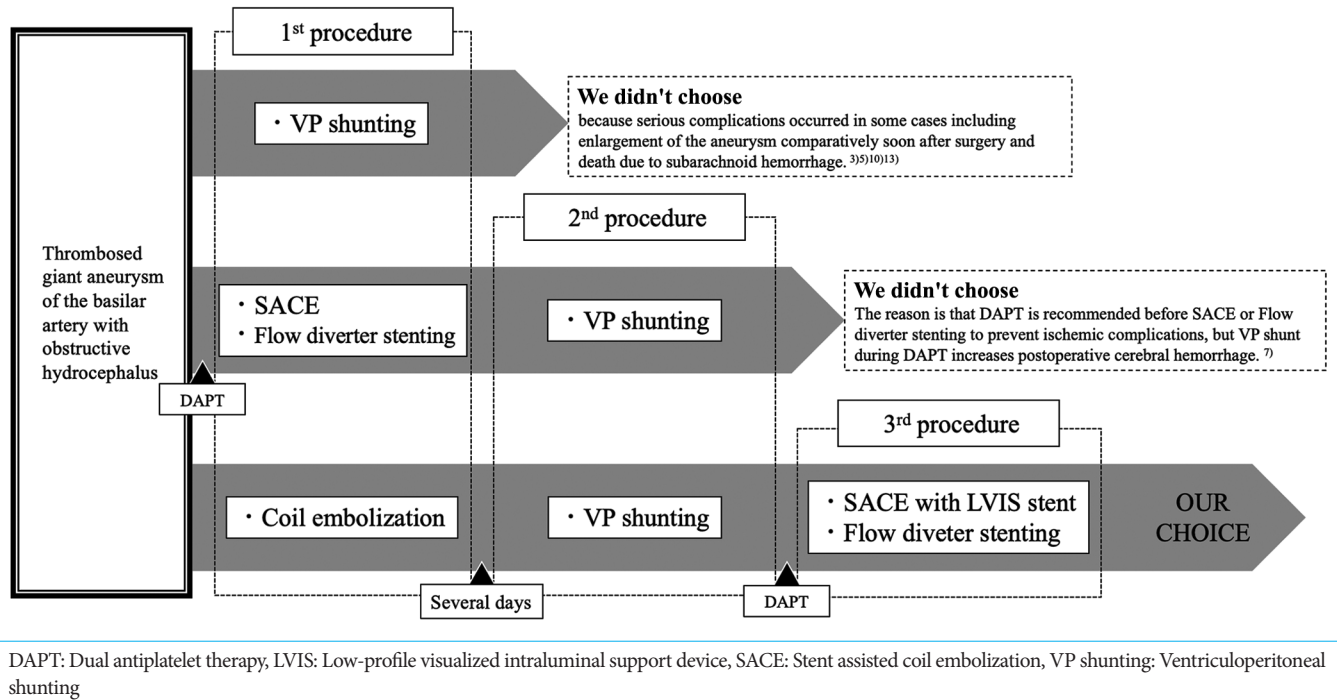 1st procedure
・VP shunting
We didn't choose
because serious complications occurred in some cases including
enlargement of the aneurysm comparatively soon after surgery and
death due to subarachnoid hemorrhage. 3)5)10)13)
Thrombosed
giant aneurysm
of the basilar
artery with
obstructive
hydrocephalus
2nd procedure
・SACE
・Flow diverter stenting
・VP shunting
We didn't choose
The reason is that DAPT is recommended before SACE or Flow
diverter stenting to prevent ischemic complications, but VP shunt
during DAPT increases postoperative cerebral hemorrhage. 7)
DAPT
3rd procedure
・Coil embolization
・VP shunting
・SACE with LVIS stent
・Flow diveter stenting
OUR
CHOICE
Several days
DAPT
DAPT: Dual antiplatelet therapy, LVIS: Low-profile visualized intraluminal support device, SACE: Stent assisted coil embolization, VP shunting: Ventriculoperitoneal
shunting